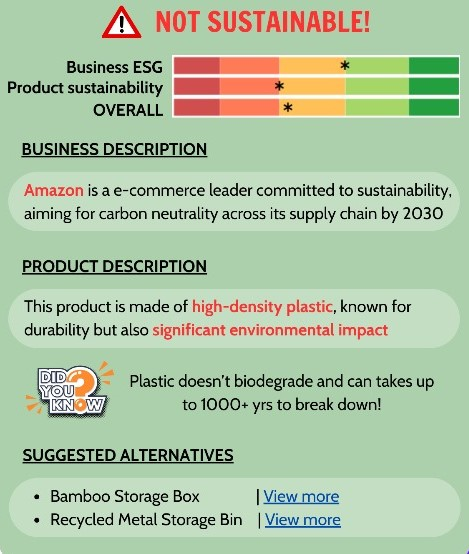 NOT SUSTAINABLE!
Business ESG
Product sustainability
OVERALL
BUSINESS DESCRIPTION
Amazon is a e-commerce leader committed to sustainability,
aiming for carbon neutrality across its supply chain by 2030
PRODUCT DESCRIPTION
This product is made of high-density plastic, known for
durability but also significant environmental impact
DID
YOU
KNOW
Plastic doesn't biodegrade and can takes up
to 1000+ yrs to break down!
SUGGESTED ALTERNATIVES
• Bamboo Storage Box | View more
• Recycled Metal Storage Bin | View more